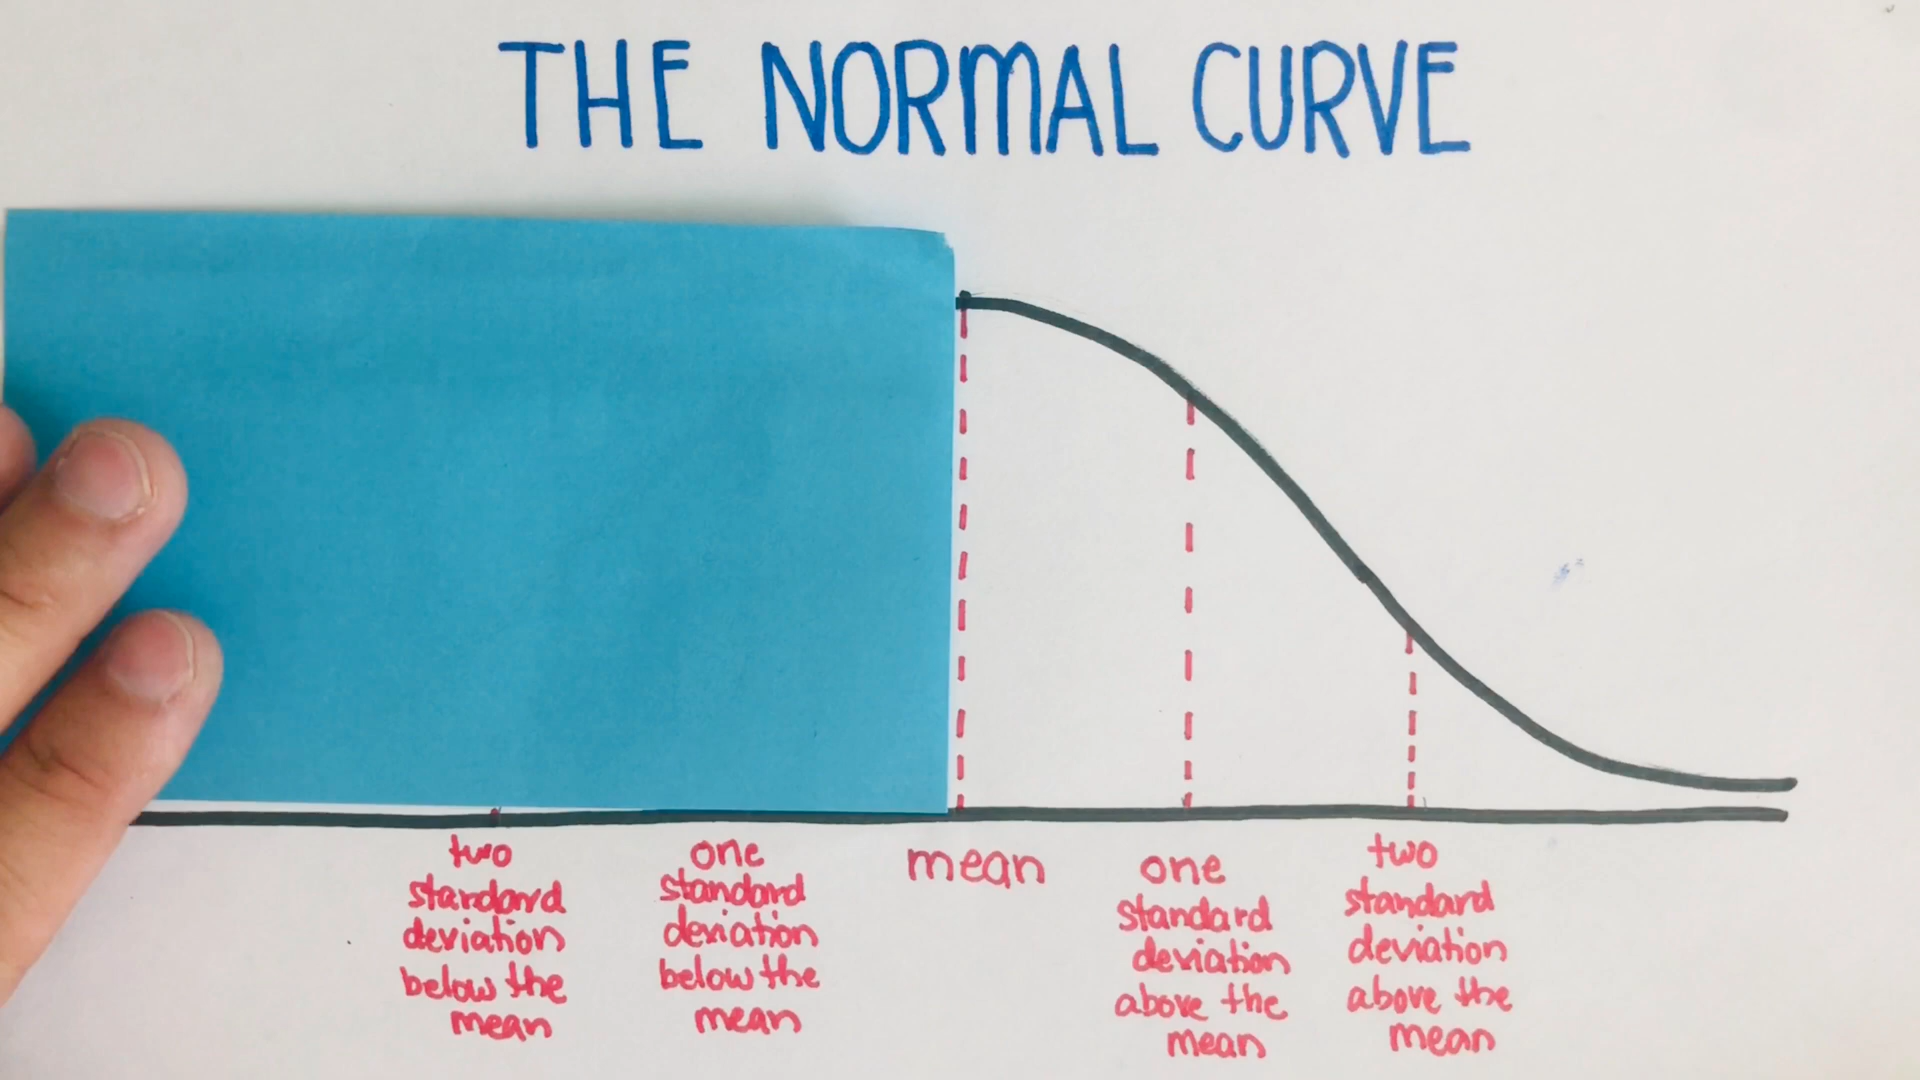 THE NORMAL CURVE
two
standard
deviation
below the
mean
one
standard
deviation
below the
mean
mean
one
standard
deviation
above the
mean
two
standard
deviation
above the
mean